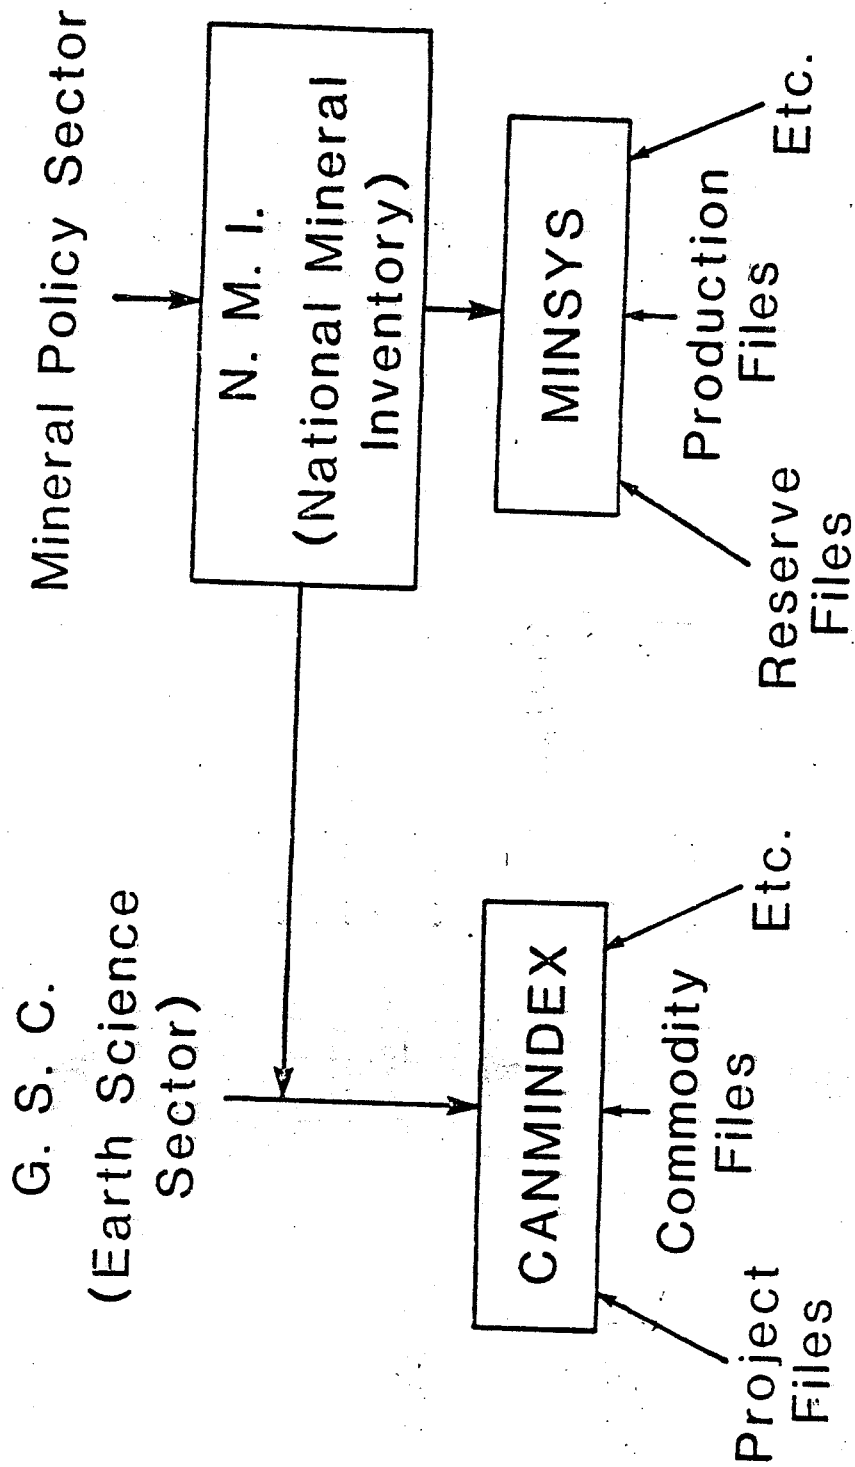 G. S. C.
(Earth Science
Sector)
Mineral Policy Sector
N. M. I.
(National Mineral
Inventory)
CANMINDEX
MINSYS
Project
Files
Commodity
Files
Etc.
Reserve
Files
Production
Files
Etc.